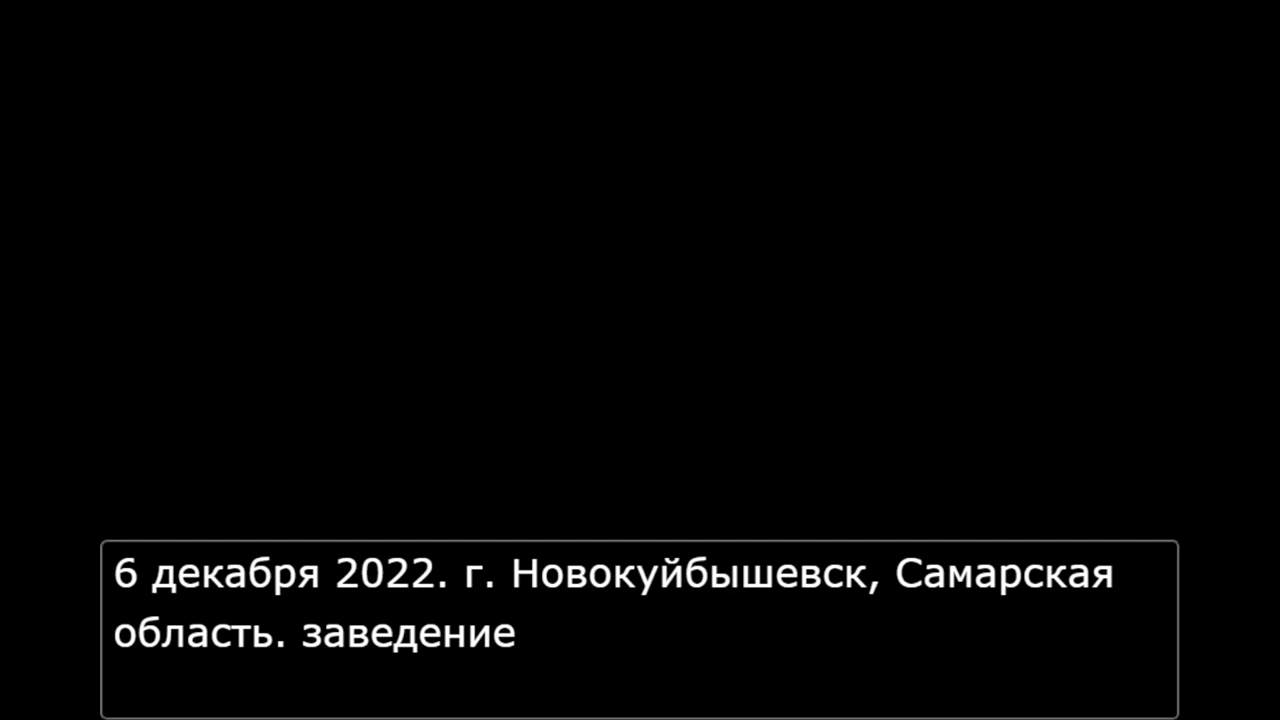 6 декабря 2022. г. Новокуйбышевск, Самарская
область. заведение